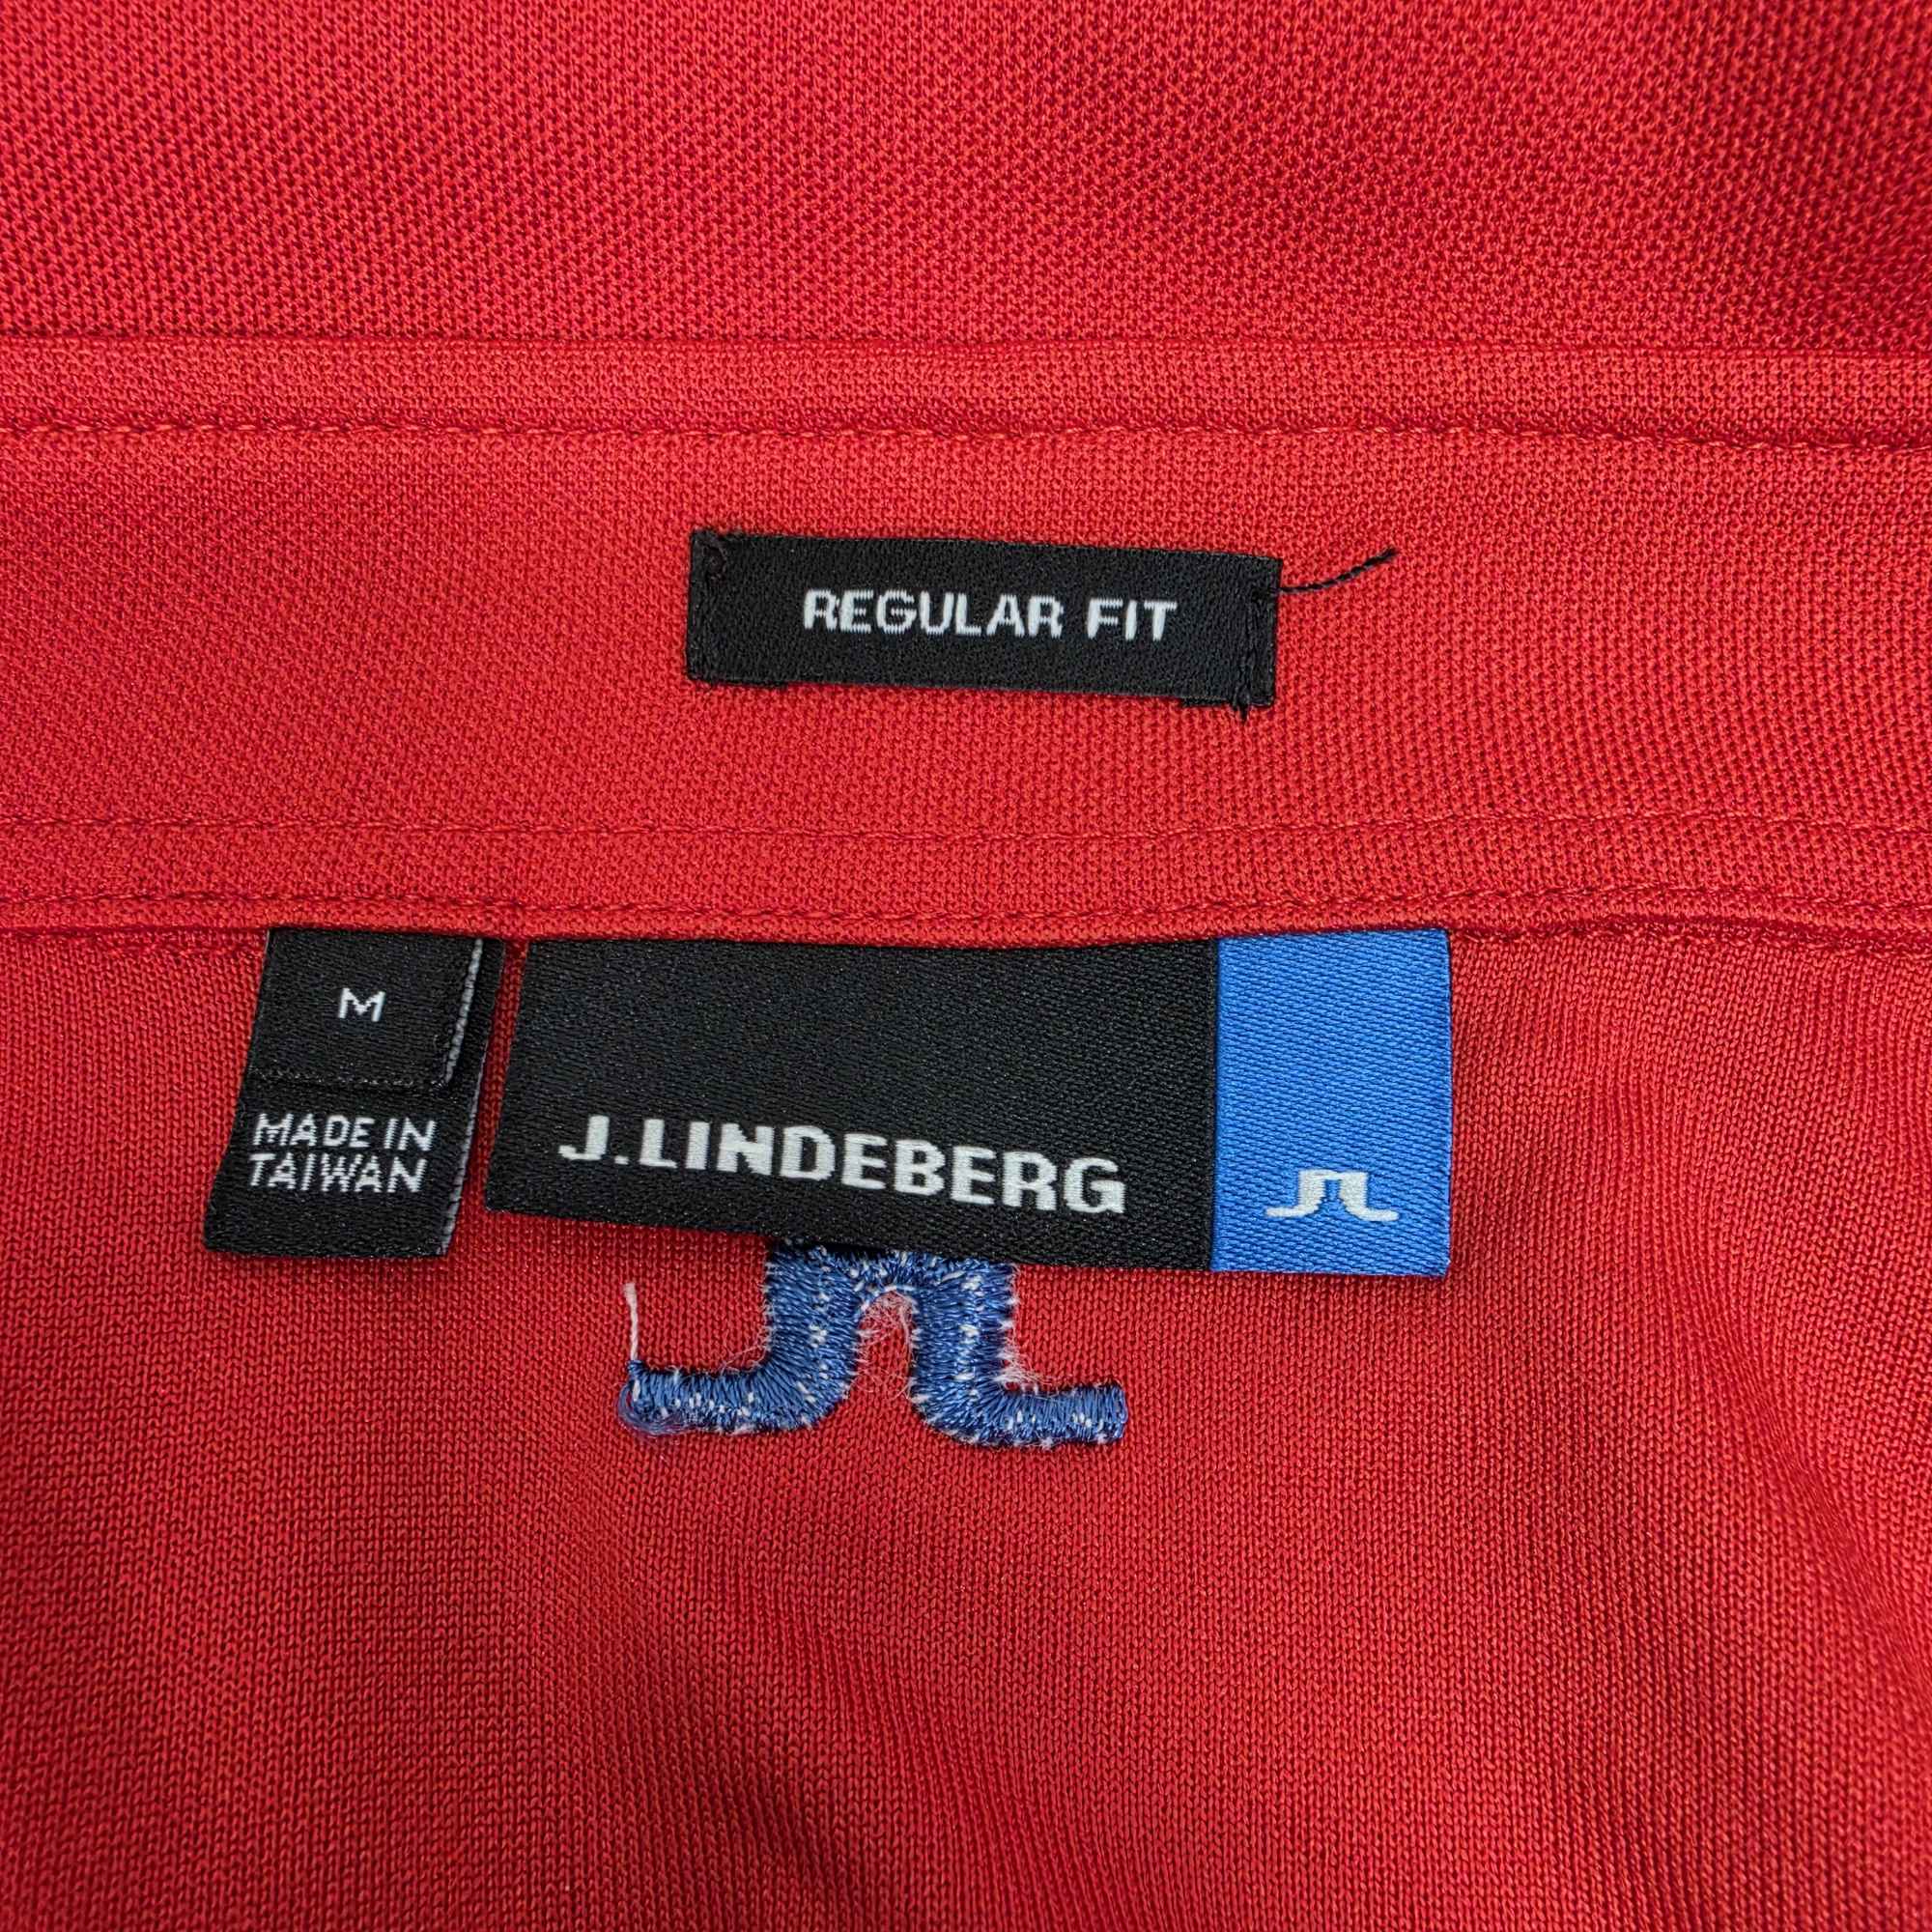 REGULAR FIT
M
MADE IN
TAIWAN
J.LINDEBERG